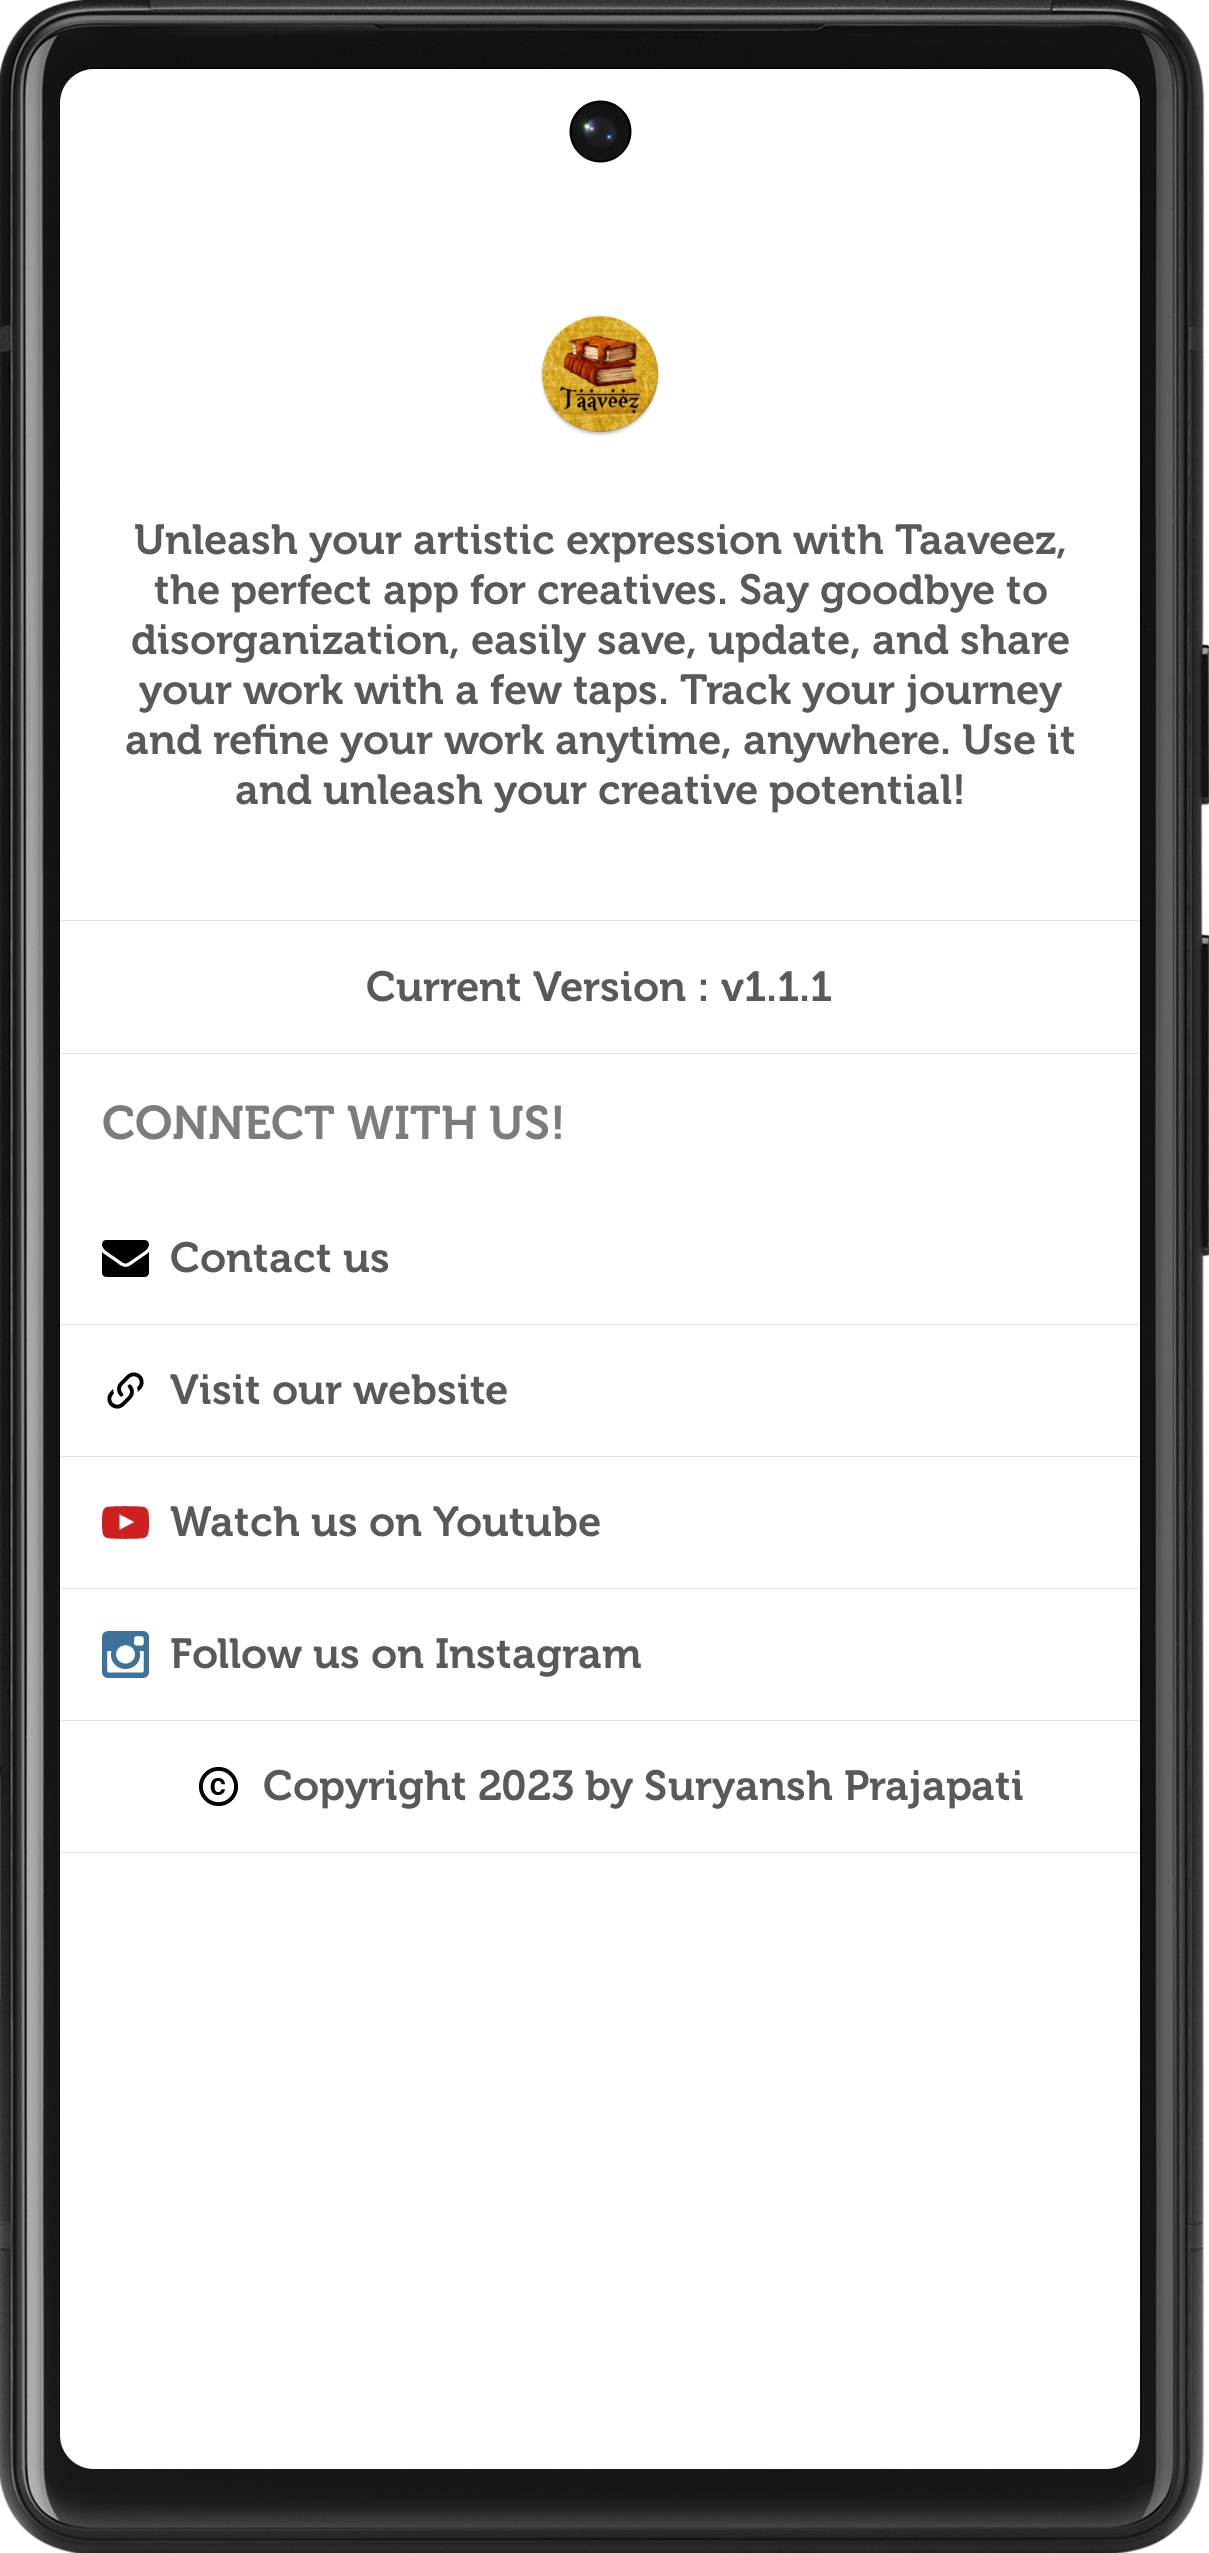 Taaveez
Unleash your artistic expression with Taaveez,
the perfect app for creatives. Say goodbye to
disorganization, easily save, update, and share
your work with a few taps. Track your journey
and refine your work anytime, anywhere. Use it
and unleash your creative potential!
Current Version : v1.1.1
CONNECT WITH US!
Contact us
Visit our website
Watch us on Youtube
Follow us on Instagram
© Copyright 2023 by Suryansh Prajapati